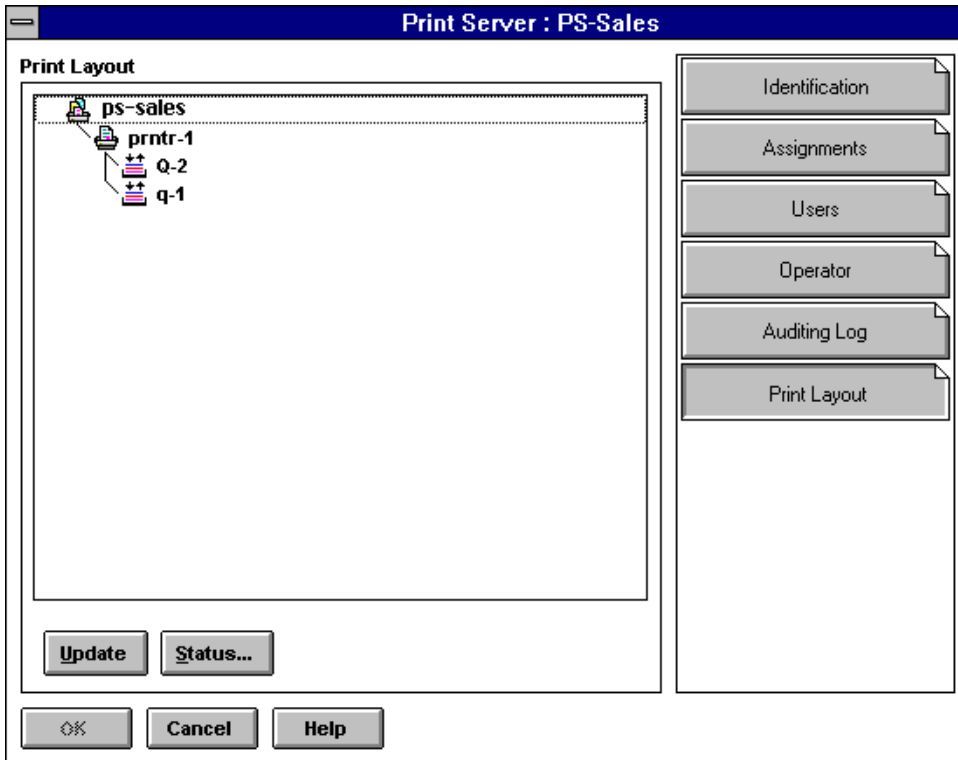 Print Server : PS-Sales
Print Layout
ps-sales
prntr-1
Q-2
q-1
Update
Status...
OK
Cancel
Help
Identification
Assignments
Users
Operator
Auditing Log
Print Layout